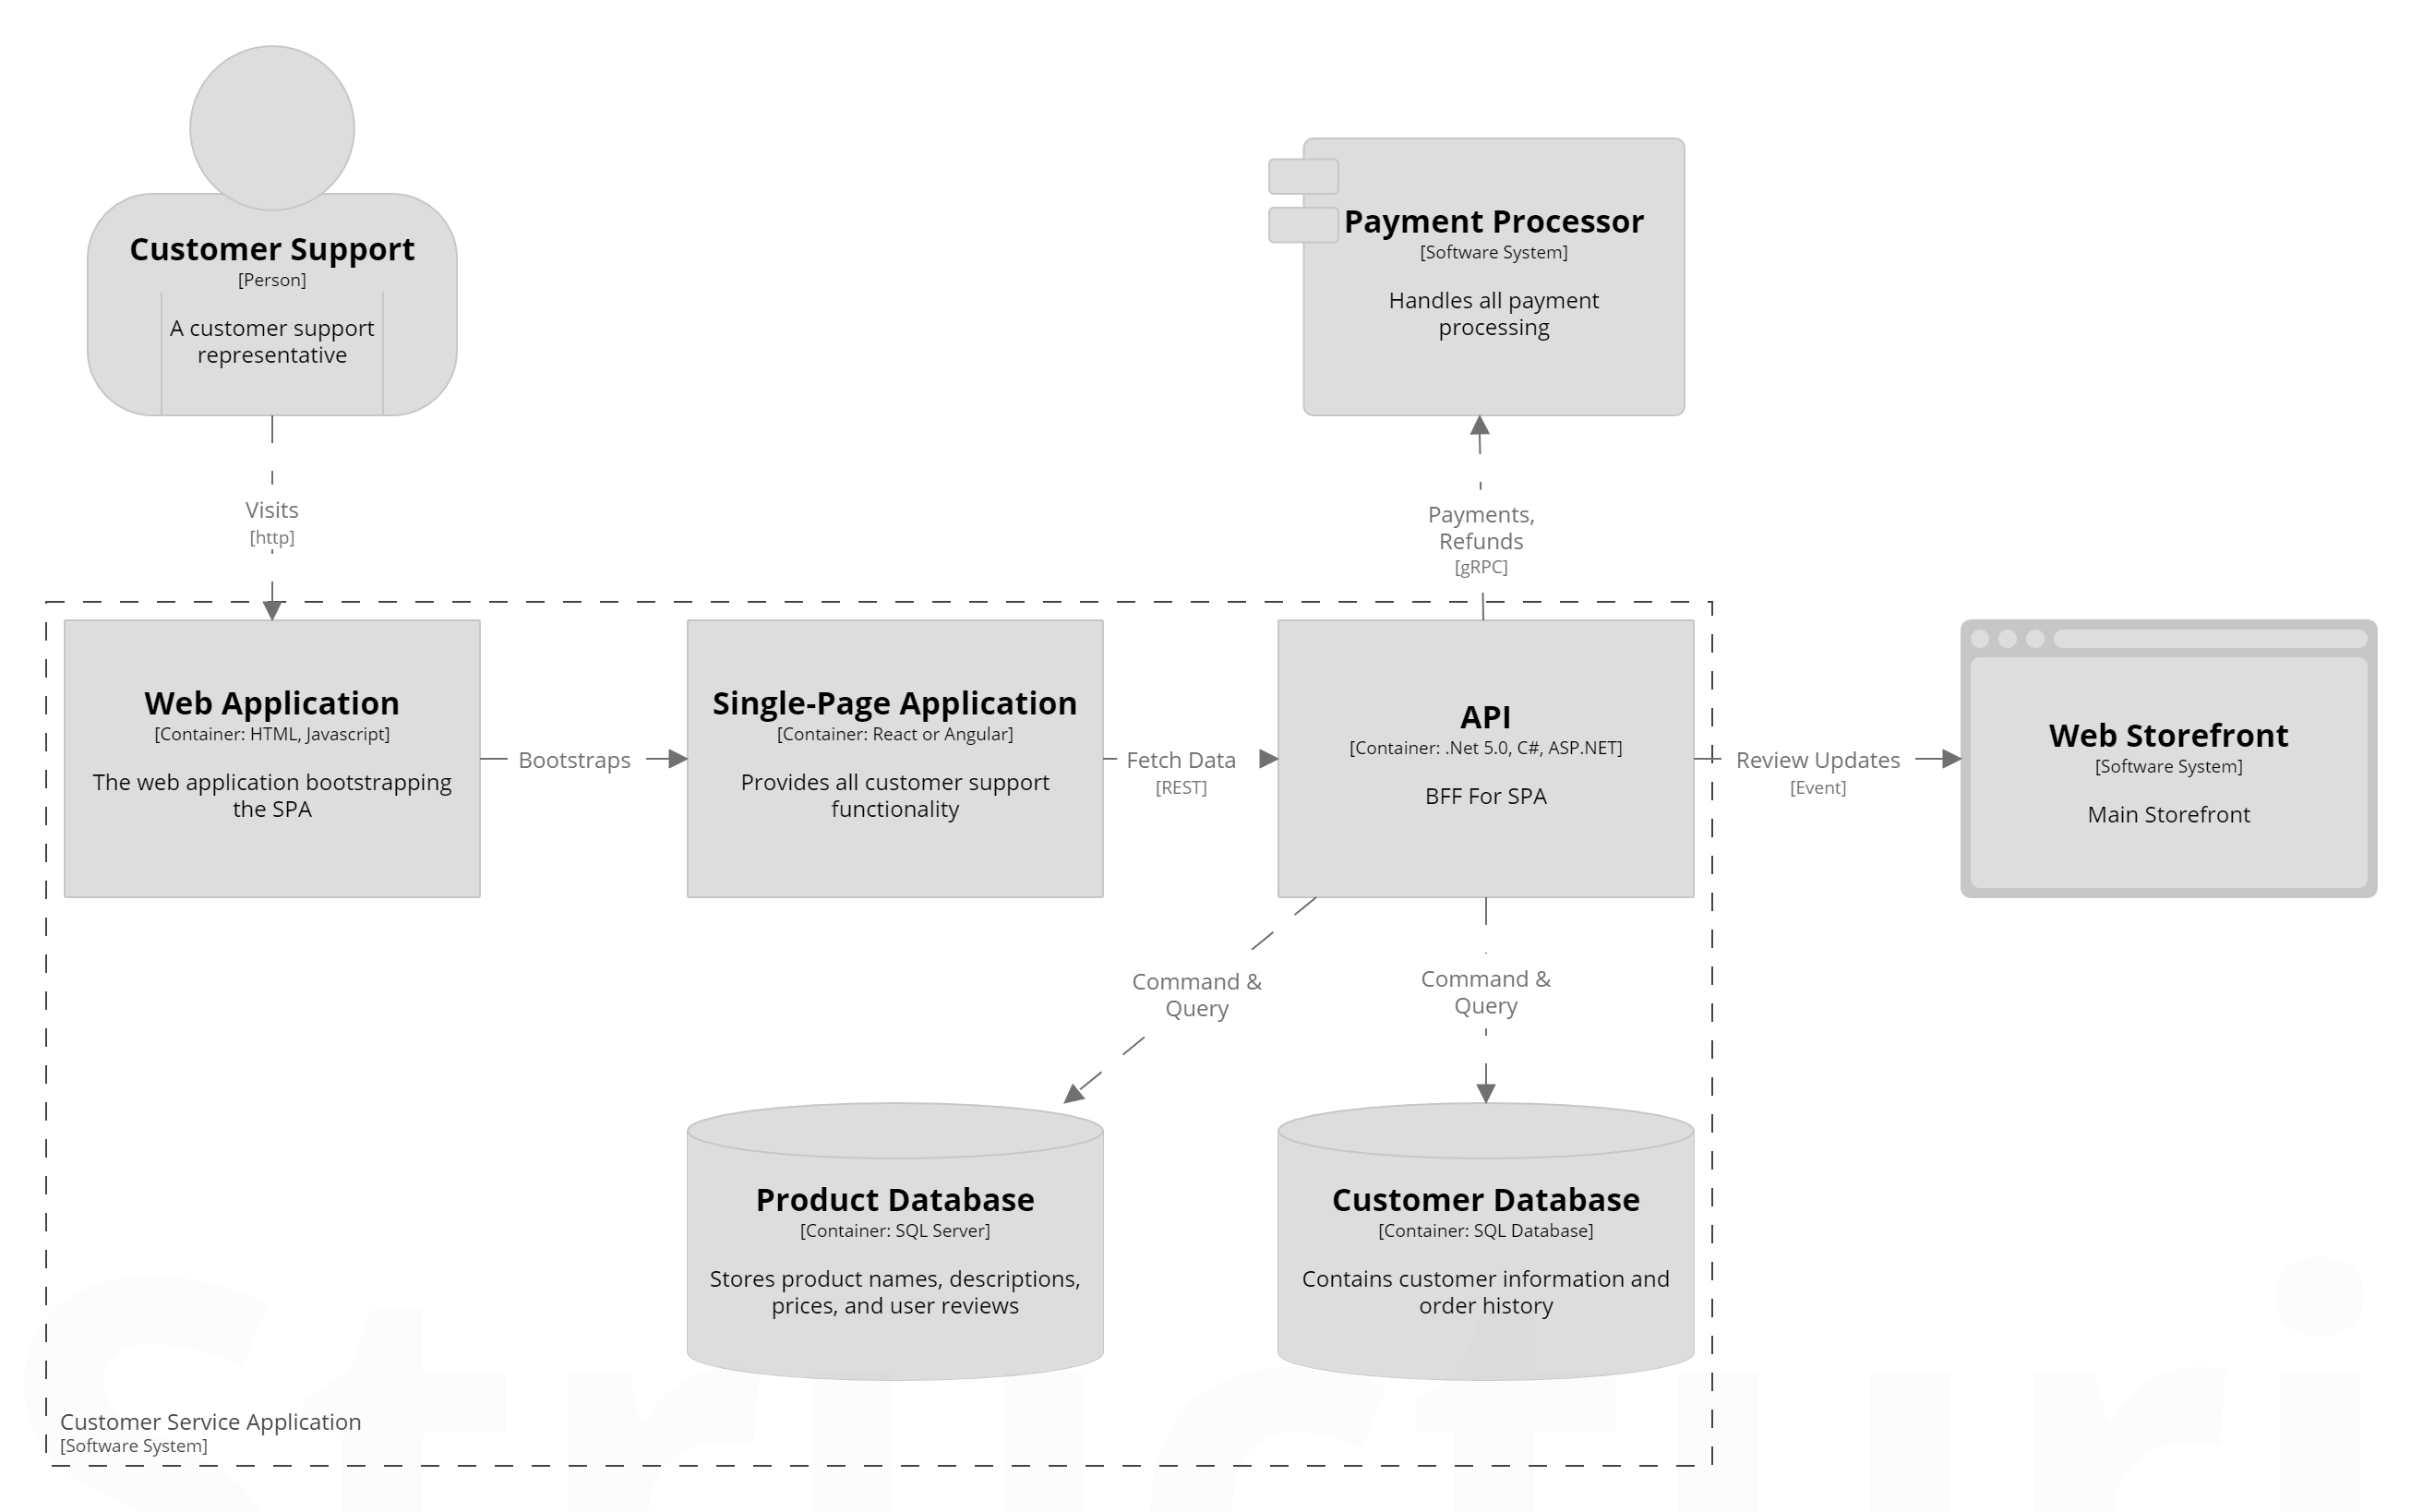 Customer Support
[Person]
A customer support
representative
Payment Processor
[Software System]
Handles all payment
processing
Visits
[http]
Payments,
Refunds
[gRPC]
Web Application
[Container: HTML, Javascript]
The web application bootstrapping
the SPA
Bootstraps
Single-Page Application
[Container: React or Angular]
Provides all customer support
functionality
Fetch Data
[REST]
API
[Container: .Net 5.0, C#, ASP.NET]
BFF For SPA
Review Updates
[Event]
Web Storefront
[Software System]
Main Storefront
Command &
Query
Command &
Query
Product Database
[Container: SQL Server]
Stores product names, descriptions,
prices, and user reviews
Customer Database
[Container: SQL Database]
Contains customer information and
order history
Customer Service Application
[Software System]
Structuri